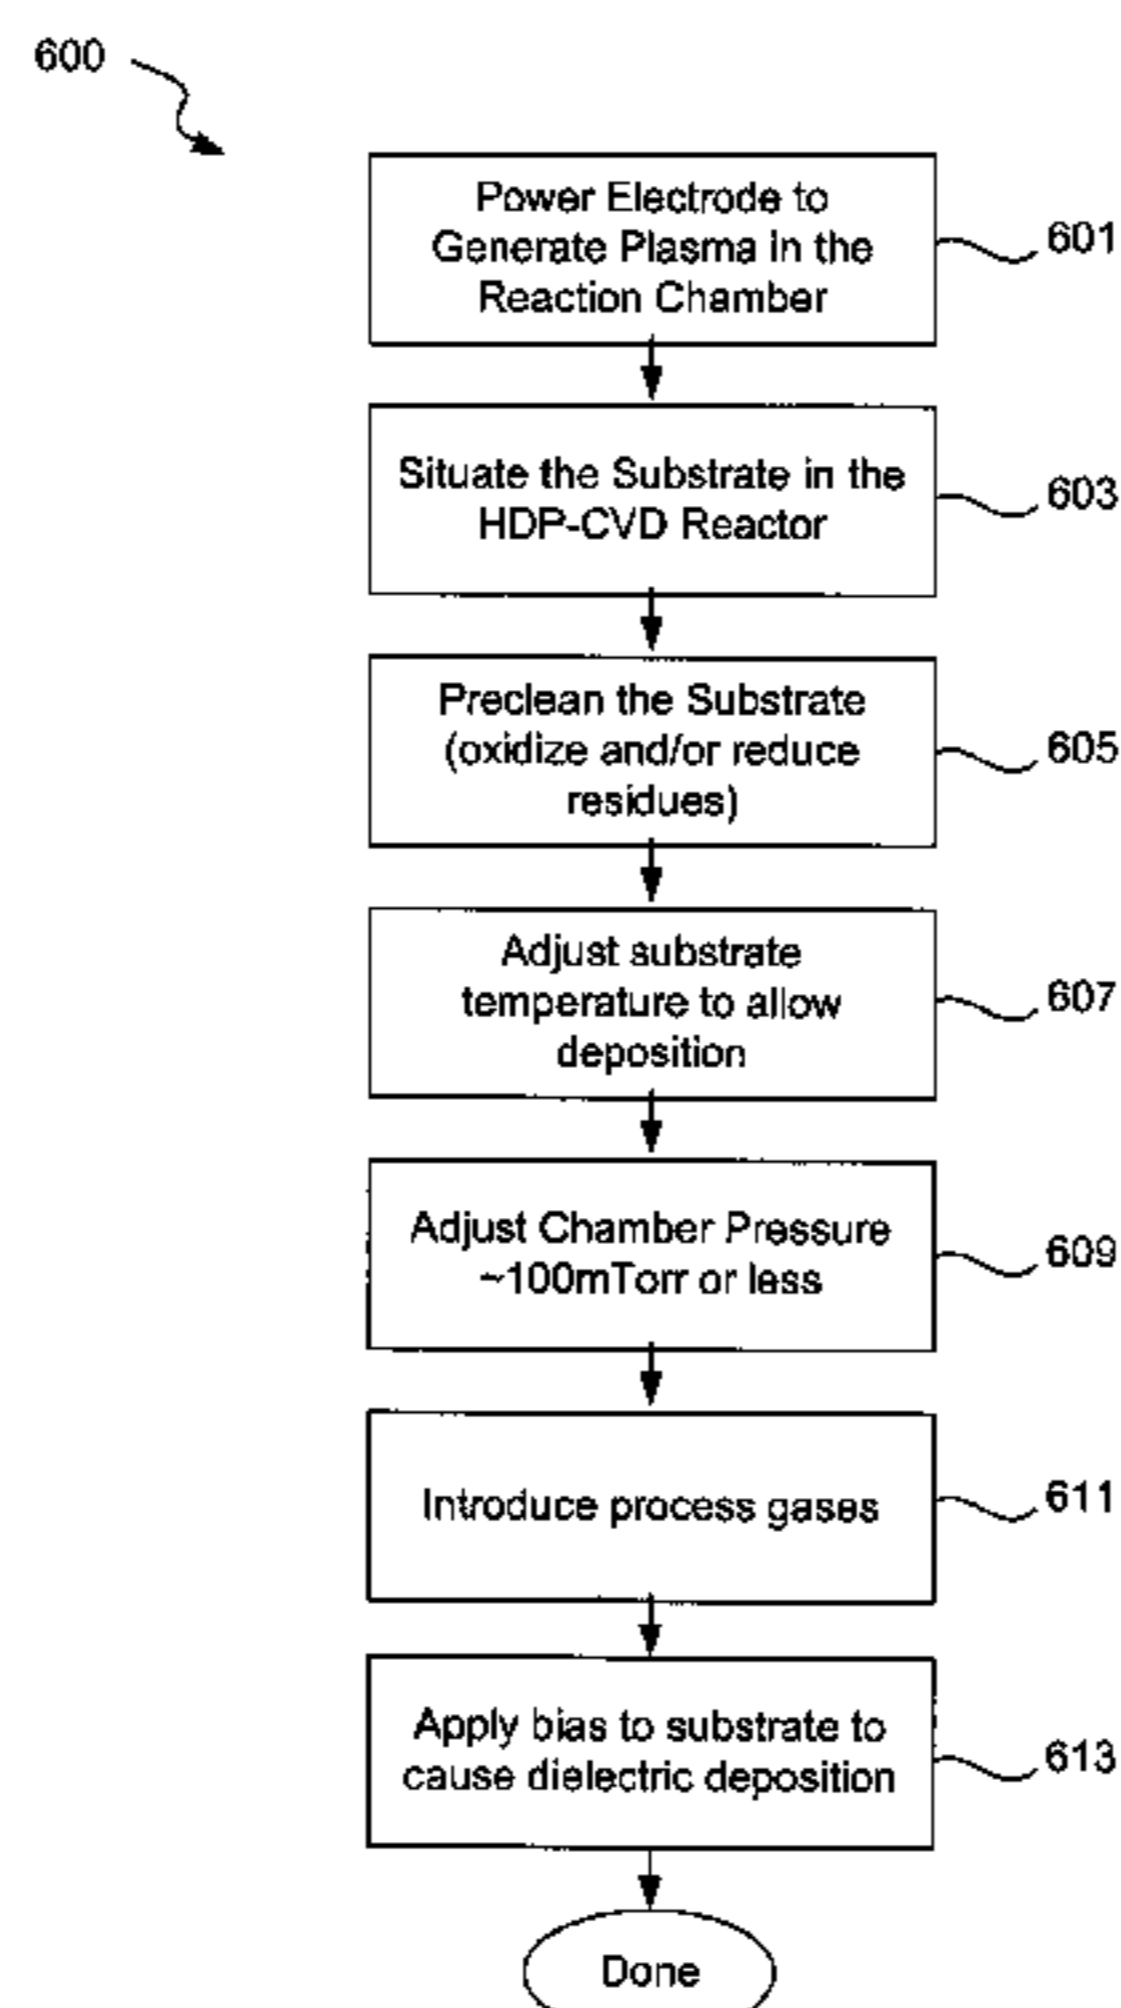 600
Power Electrode to
Generate Plasma in the
Reaction Chamber
601
Situate the Substrate in the
HDP-CVD Reactor
603
Preclean the Substrate
(oxidize and/or reduce
residues)
605
Adjust substrate
temperature to allow
deposition
607
Adjust Chamber Pressure
~100mTorr or less
609
Introduce process gases
611
Apply bias to substrate to
cause dielectric deposition
613
Done